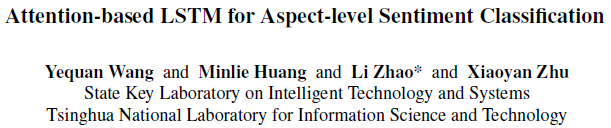 Attention-based LSTM for Aspect-level Sentiment Classification
Yequan Wang and Minlie Huang and Li Zhao* and Xiaoyan Zhu
State Key Laboratory on Intelligent Technology and Systems
Tsinghua National Laboratory for Information Science and Technology